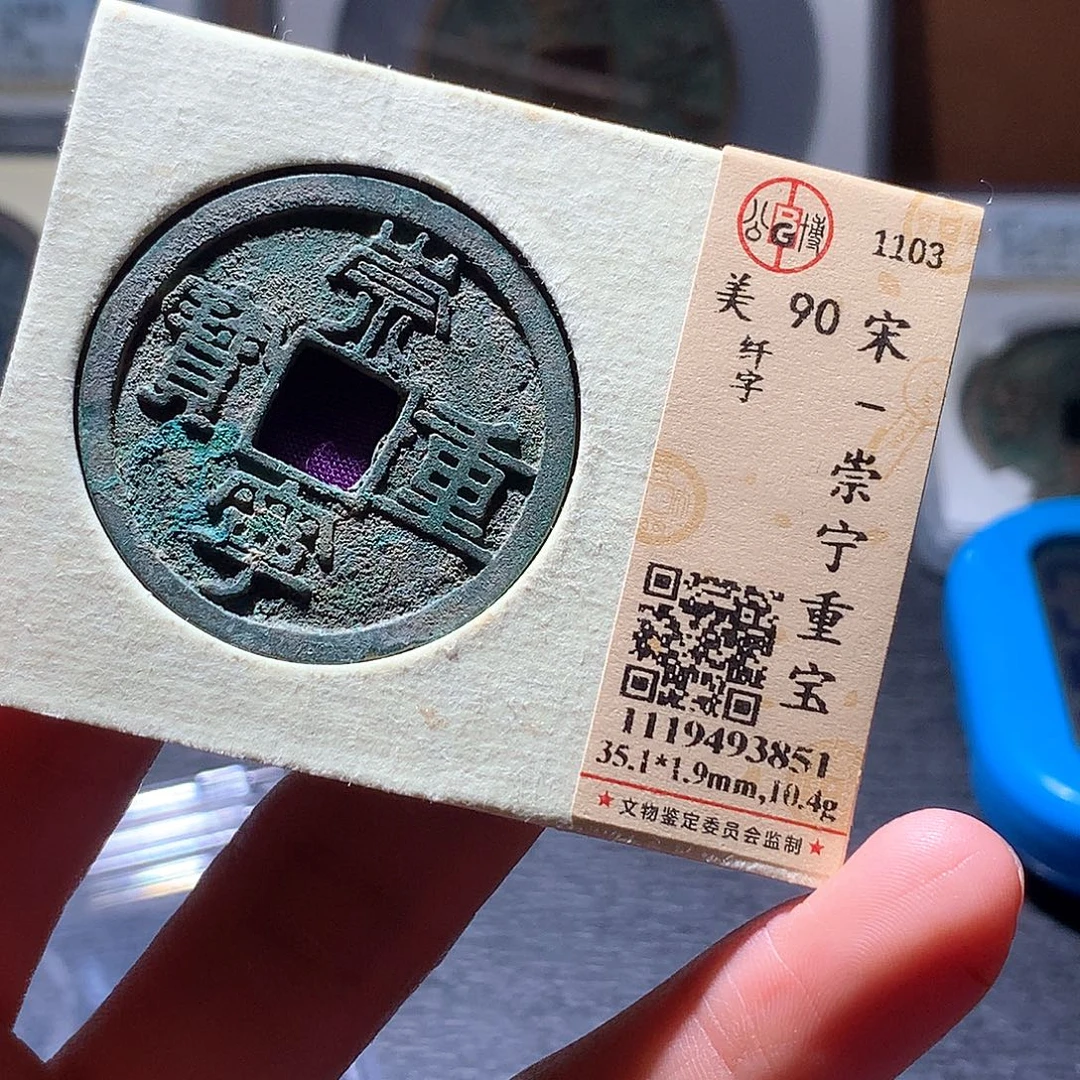 崇
重
寧
寶
公博
1103
美 90 宋
纤字
一
崇宁重宝
1119493851
35.1*1.9mm,10.4g
★文物鉴定委员会监制★